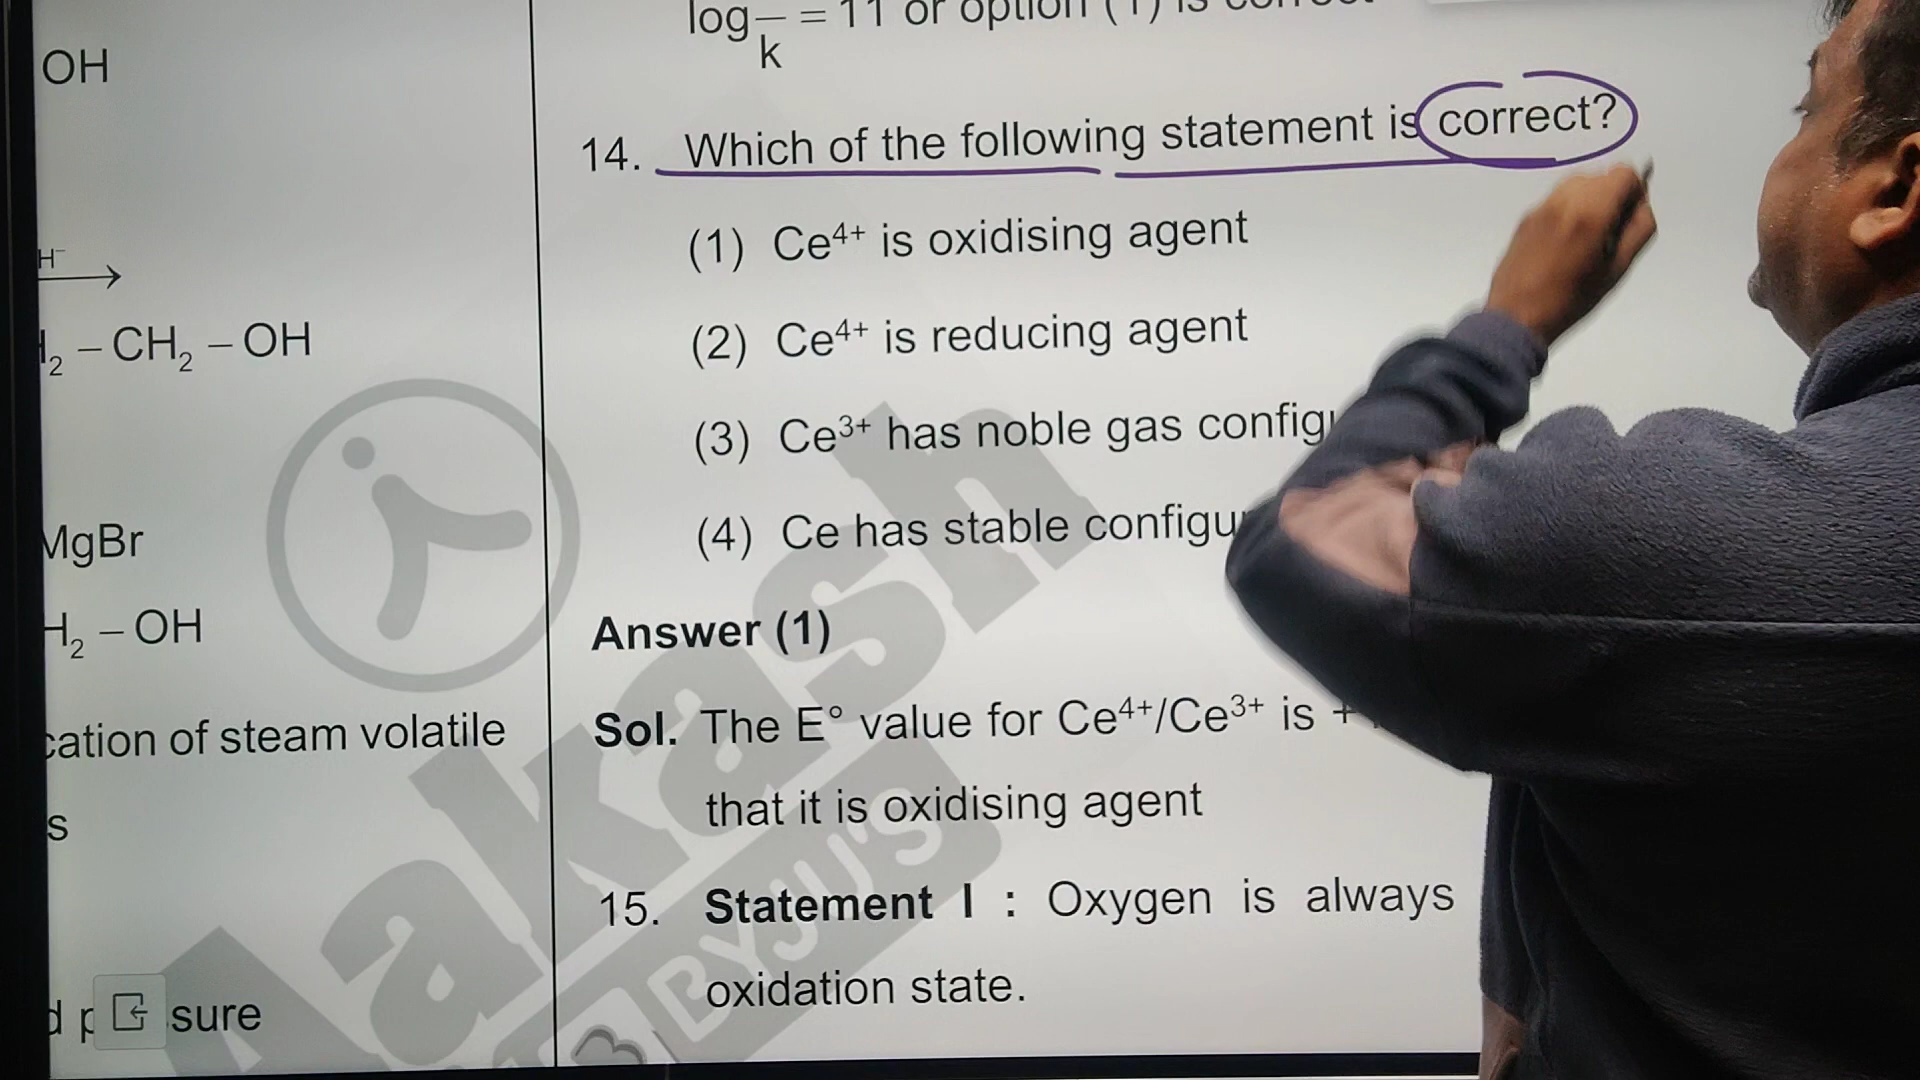 OH
H⁻
₂ – CH₂ – OH
MgBr
H₂ – OH
cation of steam volatile
s
sure
log — = 11 or option (1) is correct
k
14. Which of the following statement is correct?
(1) Ce⁴⁺ is oxidising agent
(2) Ce⁴⁺ is reducing agent
(3) Ce³⁺ has noble gas config
(4) Ce has stable configu
Answer (1)
Sol. The E° value for Ce⁴⁺/Ce³⁺ is +
that it is oxidising agent
15. Statement I : Oxygen is always
oxidation state.
Aakash
BYJU'S